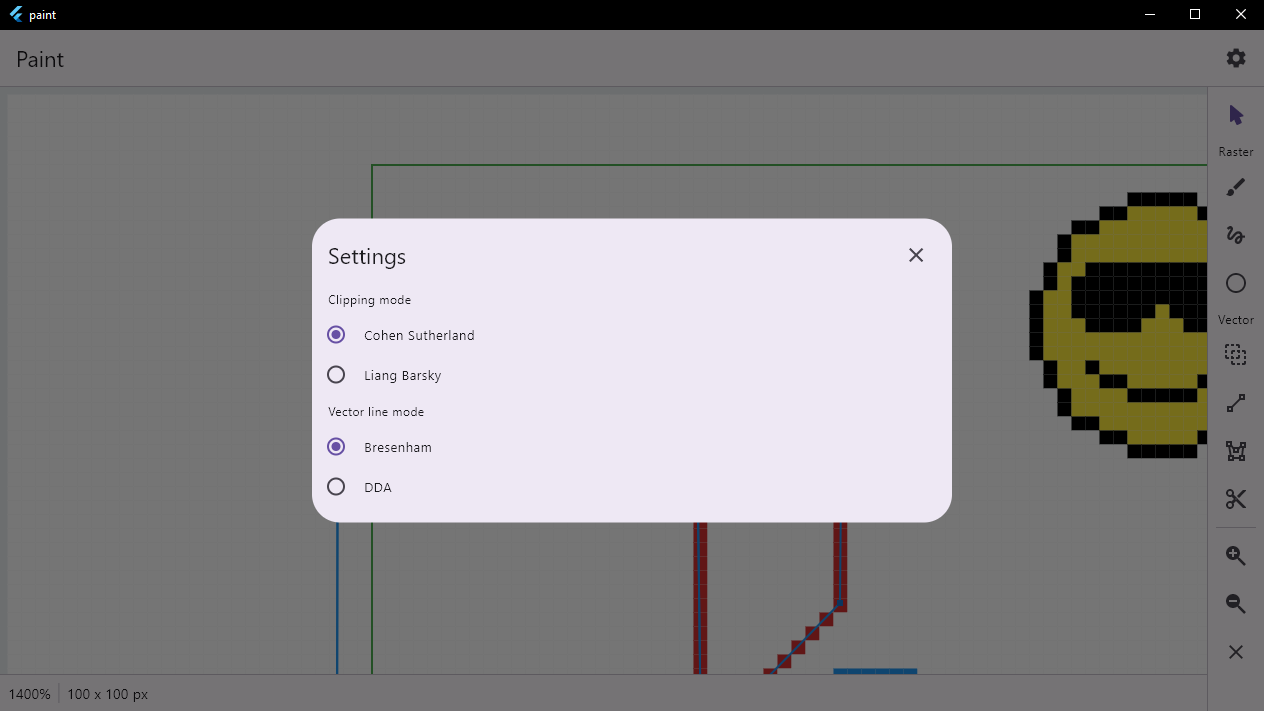 paint
Paint
Raster
Vector
Settings
Clipping mode
Cohen Sutherland
Liang Barsky
Vector line mode
Bresenham
DDA
1400%
100 x 100 px